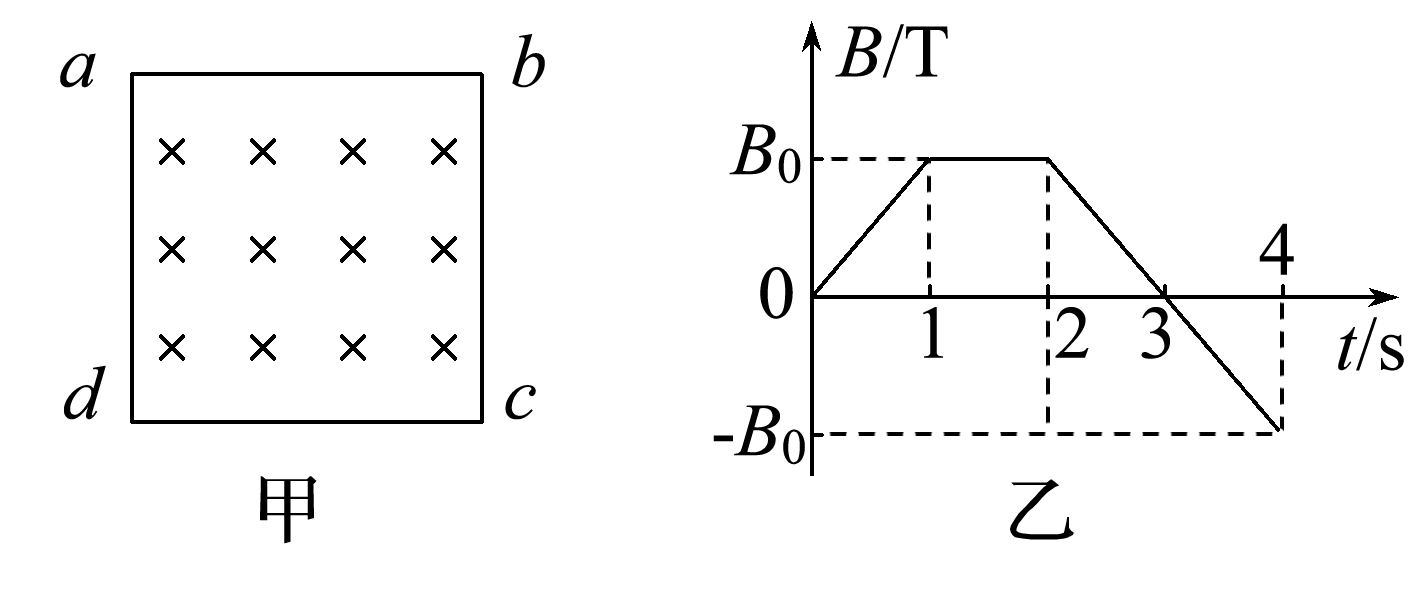 a b
d c
甲
B/T
B₀
0 1 2 3 4
t/s
-B₀
乙